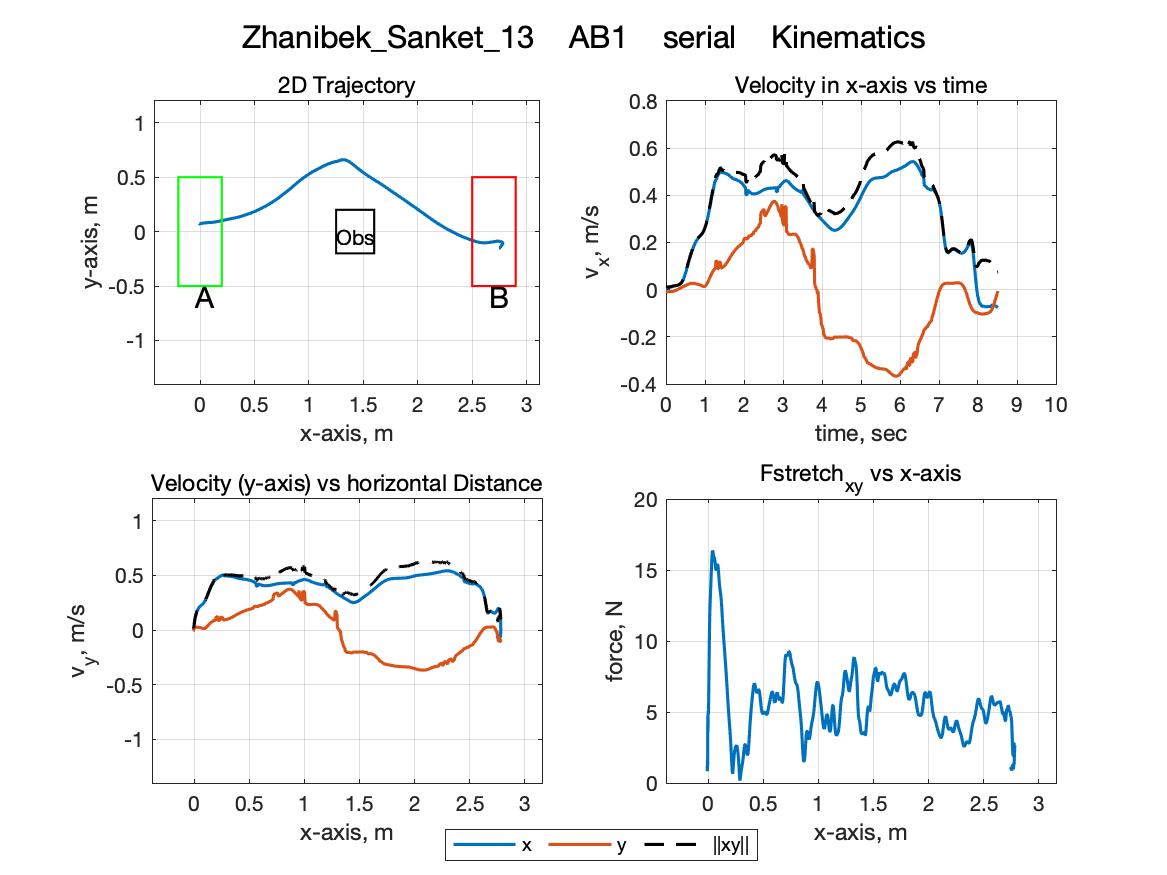 Zhanibek_Sanket_13 AB1 serial Kinematics
2D Trajectory
y-axis, m
1
0.5
0
-0.5
-1
Obs
A
B
0 0.5 1 1.5 2 2.5 3
x-axis, m
Velocity in x-axis vs time
v_x, m/s
0.8
0.6
0.4
0.2
0
-0.2
-0.4
0 1 2 3 4 5 6 7 8 9 10
time, sec
Velocity (y-axis) vs horizontal Distance
v_y, m/s
1
0.5
0
-0.5
-1
0 0.5 1 1.5 2 2.5 3
x-axis, m
Fstretch_xy vs x-axis
force, N
20
15
10
5
0
0 0.5 1 1.5 2 2.5 3
x-axis, m
x y ||xy||